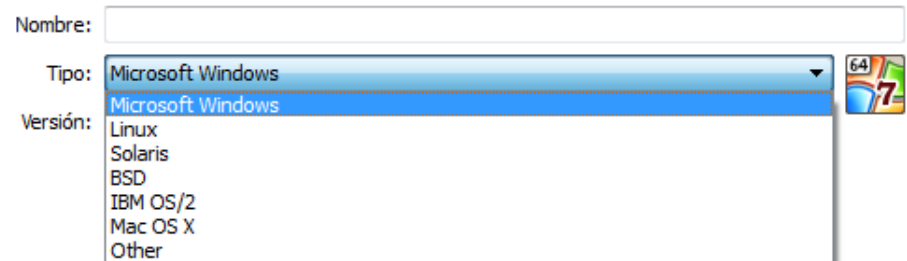 Nombre:
Tipo: Microsoft Windows 64 7
Microsoft Windows
Versión:
Linux
Solaris
BSD
IBM OS/2
Mac OS X
Other